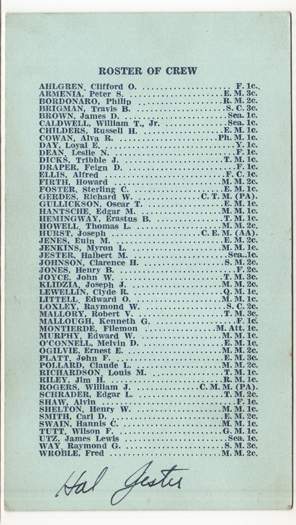 ROSTER OF CREW
AHLGREN, Clifford O. F. 1c.
ARMENIA, Peter S. E. M. 3c.
BORDONARO, Philip R. M. 2c.
BRIGMAN, Travis B. S. C. 3c.
BROWN, James D. Sea. 1c.
CALDWELL, William T., Jr. Sea. 1c.
CHILDERS, Russell H. E. M. 1c.
COWAN, Alva R. Ph. M. 1c.
DAY, Loyal E. Y. 1c.
DEAN, Leslie N. F. 1c.
DICKS, Tribble J. T. M. 1c.
DRAPER, Feign D. F. 1c.
ELLIS, Alfred F. C. 1c.
FIRTH, Howard M. M. 2c.
FOSTER, Sterling C. E. M. 1c.
GERDES, Richard W. C. T. M. (PA).
GULLICKSON, Oscar T. E. M. 1c.
HANTSCHE, Edgar M. M. M. 1c.
HEMINGWAY, Erastus B. T. M. 1c.
HOWELL, Thomas L. M. M. 2c.
HURST, Joseph C. E. M. (AA).
JENES, Enin M. E. M. 2c.
JENKINS, Myron L. M. M. 1c.
JESTER, Halbert M. Sea. 1c.
JOHNSON, Clarence H. S. M. 3c.
JONES, Henry B. F. 2c.
JOYCE, John W. T. M. 3c.
KLIDZIA, Joseph J. M. M. 2c.
LEWELLIN, Clyde R. Q. M. 1c.
LITTELL, Edward O. M. M. 1c.
LOXLEY, Raymond W. S. C. 2c.
MALLORY, Robert V. T. M. 3c.
MALLOUGH, Kenneth G. F. 1c.
MONTIERDE, Filemon M. Att. 1c.
MURPHY, Edward W. F. 1c.
O'CONNELL, Melvin D. E. M. 1c.
OGILVIE, Ernest E. M. M. 2c.
PLATT, John F. E. M. 3c.
POLLARD, Claude L. M. M. 2c.
RICHARDSON, Louis M. T. M. 1c.
RILEY, Jim H. R. M. 1c.
ROGERS, William J. C. M. M. (PA).
SCHRADER, Edgar L. T. M. 2c.
SHAW, Alvin F. 1c.
SHELTON, Henry W. M. M. 1c.
SMITH, Carl D. E. M. 2c.
SWAIN, Hannis C. M. M. 1c.
TUTT, Wilson F. G. M. 1c.
UTZ, James Lewis Sea. 1c.
WAY, Raymond G. S. M. 3c.
WROBLE, Fred M. M. 2c.
Hal Jester